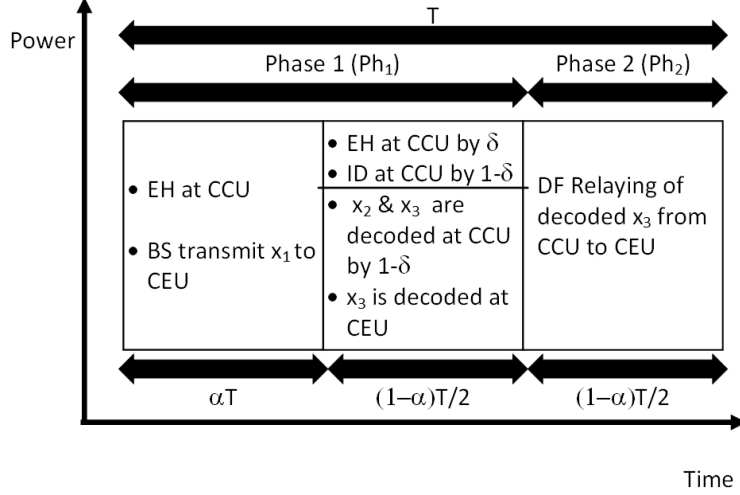 T
Power
Phase 1 (Ph₁)
Phase 2 (Ph₂)
• EH at CCU
• BS transmit x₁ to
CEU
• EH at CCU by δ
• ID at CCU by 1-δ
• x₂ & x₃ are
decoded at CCU
by 1-δ
• x₃ is decoded at
CEU
DF Relaying of
decoded x₃ from
CCU to CEU
αT
(1−α)T/2
(1−α)T/2
Time